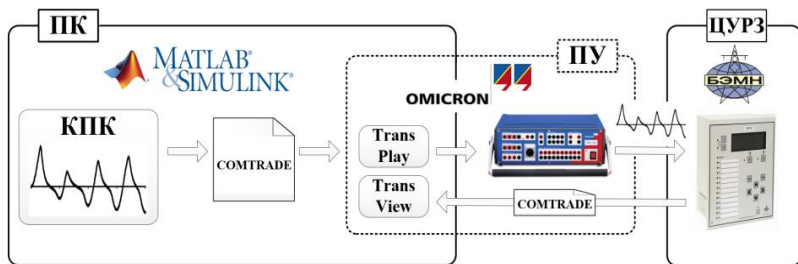 ПК
ПУ
ЦУРЗ
MATLAB®
&SIMULINK®
БЭМН
OMICRON
КПК
COMTRADE
Trans
Play
Trans
View
COMTRADE